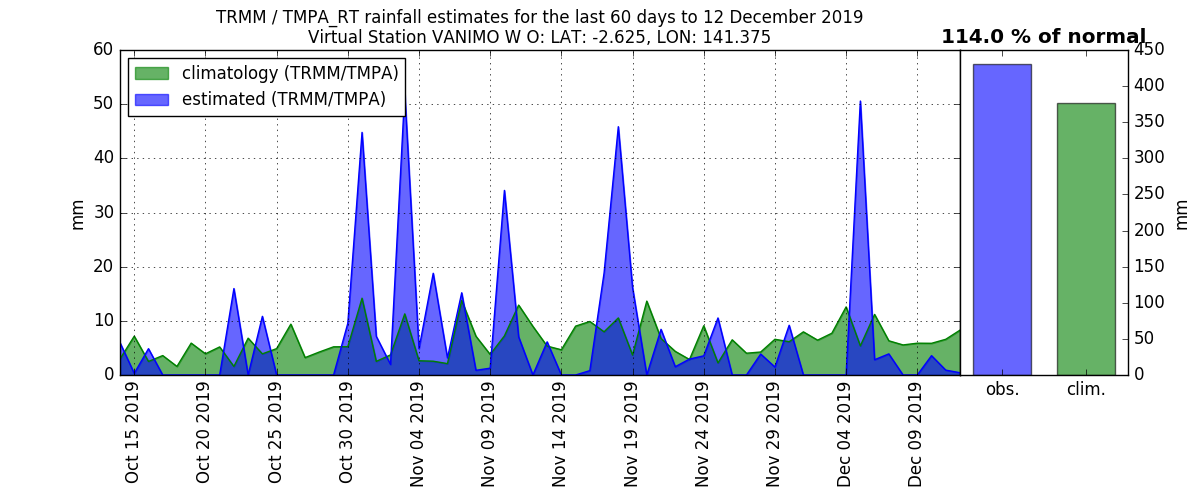 TRMM / TMPA_RT rainfall estimates for the last 60 days to 12 December 2019
Virtual Station VANIMO W O: LAT: -2.625, LON: 141.375
114.0 % of normal
climatology (TRMM/TMPA)
estimated (TRMM/TMPA)
60
50
40
30
20
10
0
mm
Oct 15 2019
Oct 20 2019
Oct 25 2019
Oct 30 2019
Nov 04 2019
Nov 09 2019
Nov 14 2019
Nov 19 2019
Nov 24 2019
Nov 29 2019
Dec 04 2019
Dec 09 2019
450
400
350
300
250
200
150
100
50
0
mm
obs.
clim.